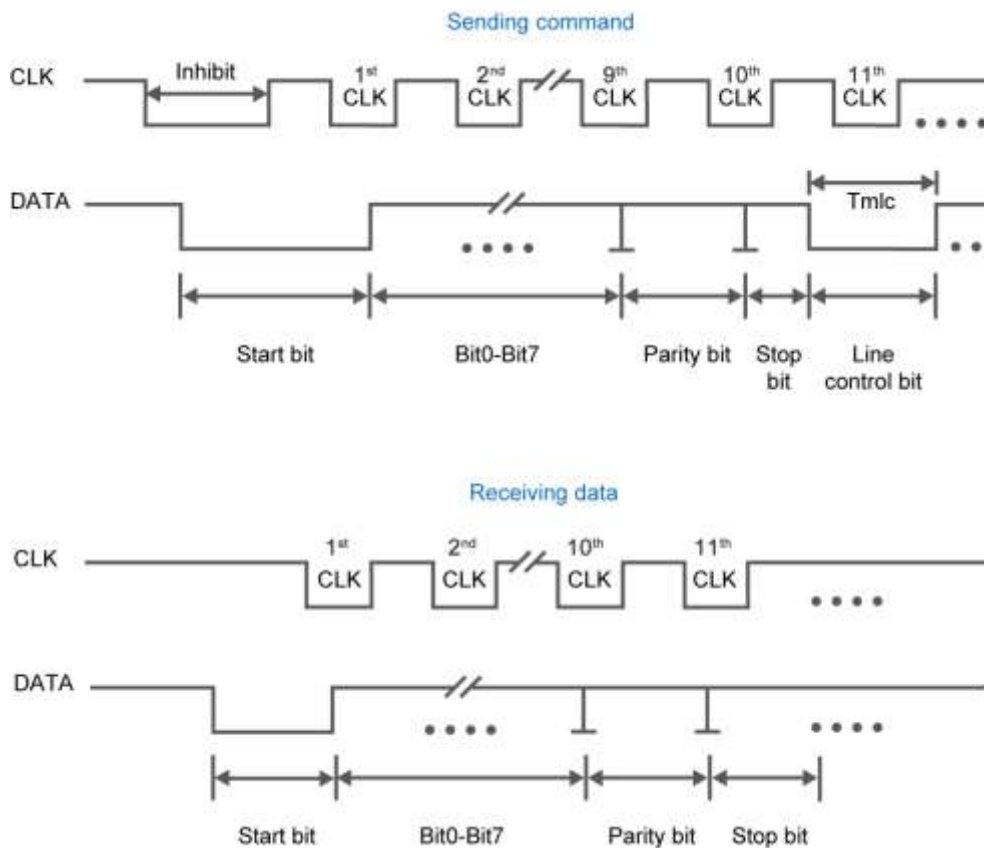 Sending command
CLK Inhibit 1st CLK 2nd CLK 9th CLK 10th CLK 11th CLK
DATA Tmlc
Start bit Bit0-Bit7 Parity bit Stop bit Line control bit
Receiving data
CLK 1st CLK 2nd CLK 10th CLK 11th CLK
DATA
Start bit Bit0-Bit7 Parity bit Stop bit